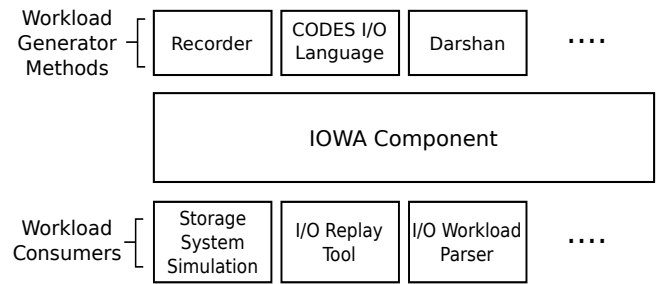 Workload
Generator
Methods
Recorder
CODES I/O
Language
Darshan
....
IOWA Component
Workload
Consumers
Storage
System
Simulation
I/O Replay
Tool
I/O Workload
Parser
....